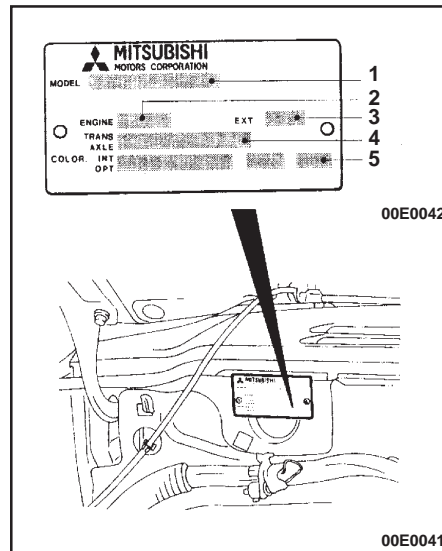 MITSUBISHI
MOTORS CORPORATION
MODEL 1
2
ENGINE EXT 3
TRANS 4
AXLE
COLOR. INT 5
OPT
00E0042
MITSUBISHI
00E0041